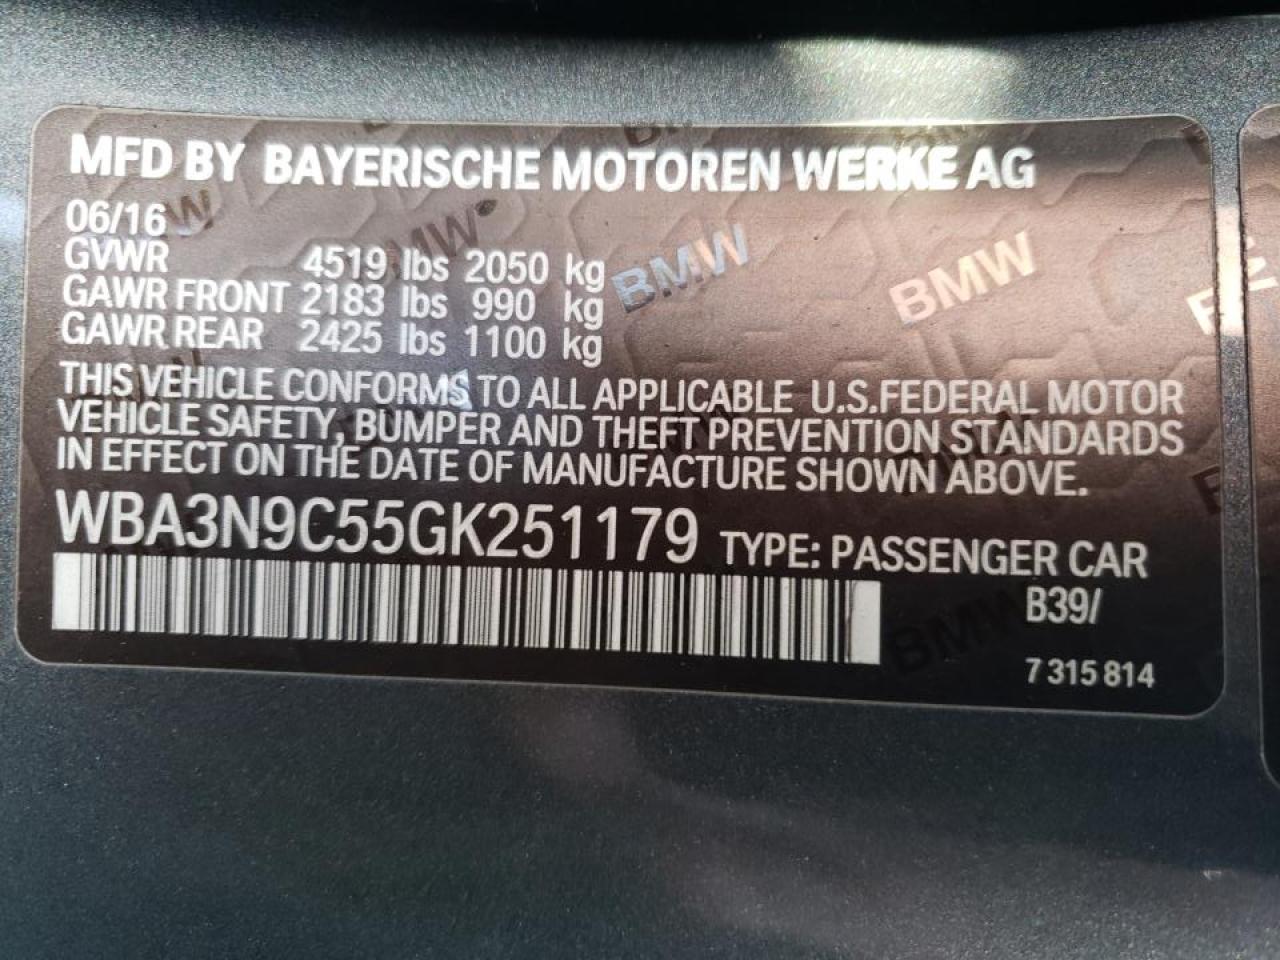 MFD BY BAYERISCHE MOTOREN WERKE AG
06/16
GVWR 4519 lbs 2050 kg
GAWR FRONT 2183 lbs 990 kg
GAWR REAR 2425 lbs 1100 kg
THIS VEHICLE CONFORMS TO ALL APPLICABLE U.S.FEDERAL MOTOR
VEHICLE SAFETY, BUMPER AND THEFT PREVENTION STANDARDS
IN EFFECT ON THE DATE OF MANUFACTURE SHOWN ABOVE.
WBA3N9C55GK251179 TYPE: PASSENGER CAR
B39/
7 315 814
BMW
BMW
BMW
BMW